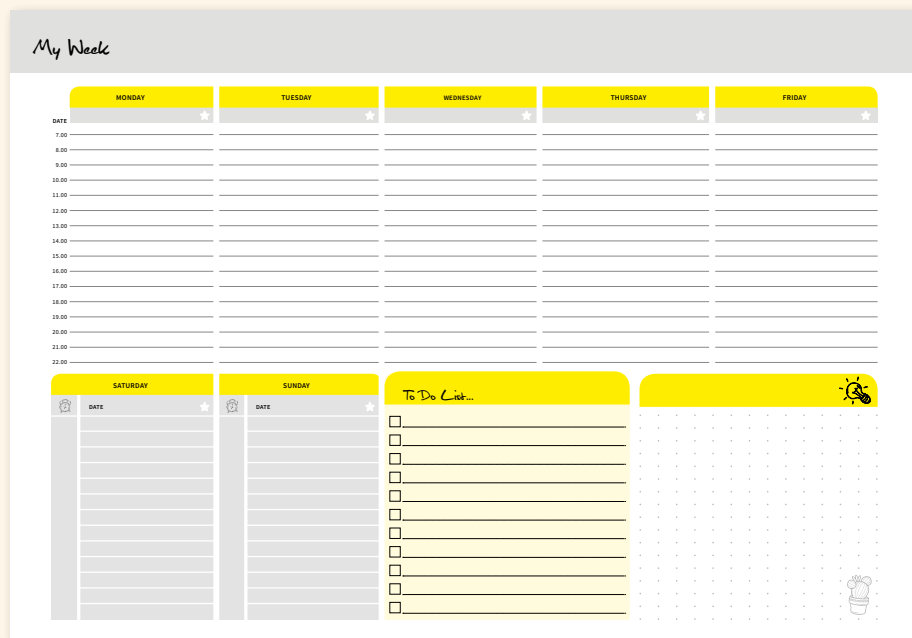 My Week
MONDAY TUESDAY WEDNESDAY THURSDAY FRIDAY
DATE
7.00
8.00
9.00
10.00
11.00
12.00
13.00
14.00
15.00
16.00
17.00
18.00
19.00
20.00
21.00
22.00
SATURDAY SUNDAY
To Do List...
DATE DATE